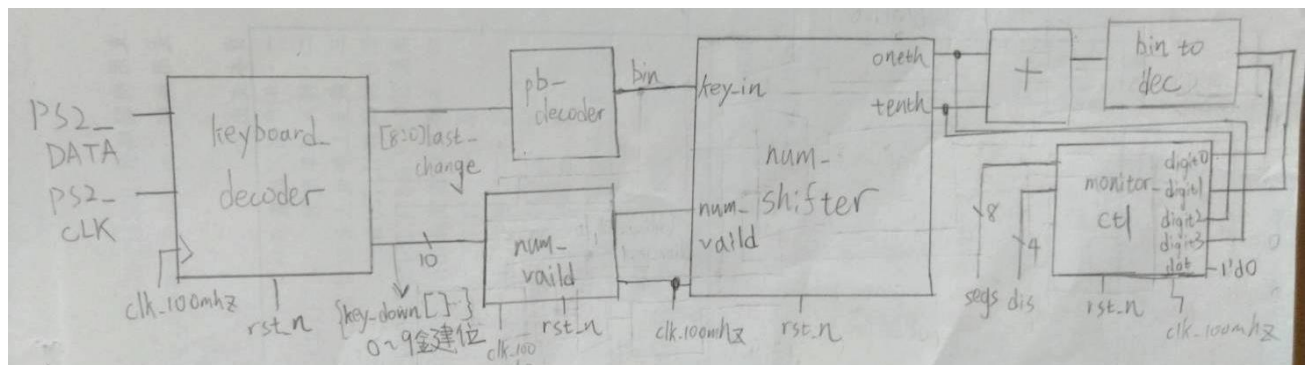 PS2_
DATA
PS2_
CLK
keyboard_
decoder
clk_100mhz
rst_n
[8:0]last_
change
10
{key_down[]..}
0~9鍵位
pb_
decoder
num_
vaild
clk_100
rst_n
bin
key_in
num_
vaild
num_
shifter
oneth
tenth
clk_100mhz
rst_n
+
bin to
dec
monitor_
ctl
digit0
digit1
digit2
digit3
dot
1'd0
8
4
segs
dis
rst_n
clk_100mhz